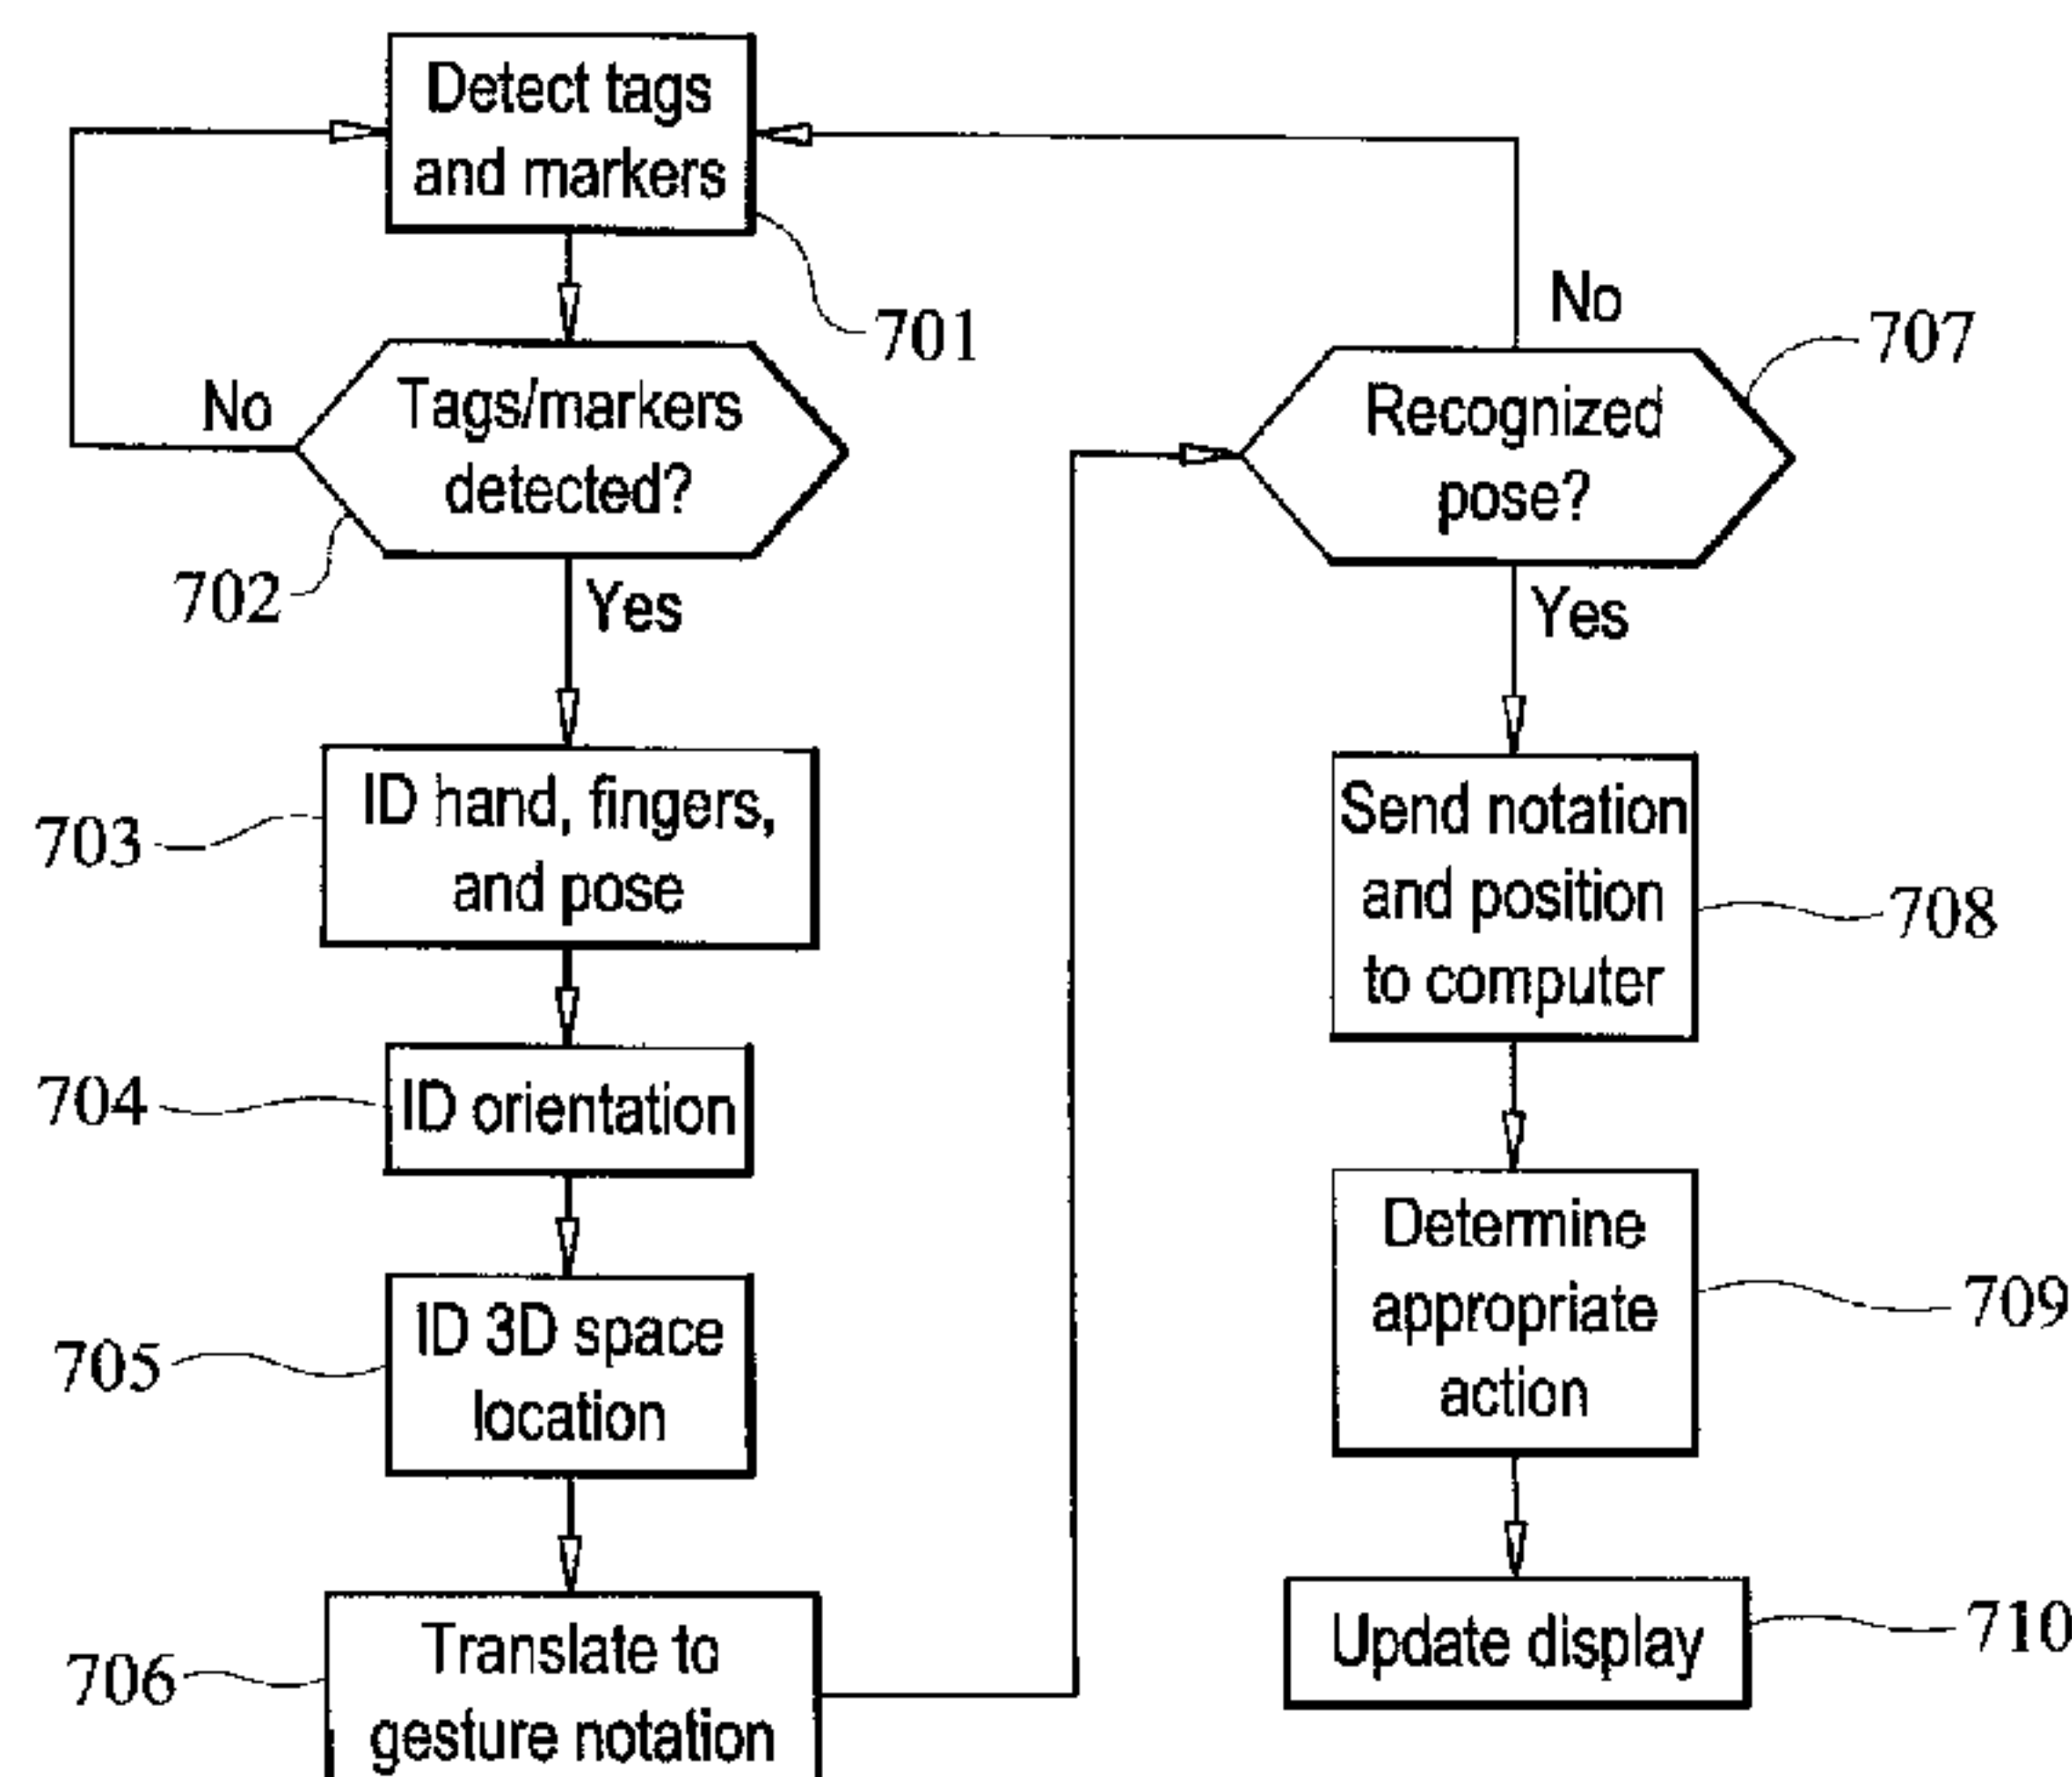 Detect tags
and markers
701
No
Tags/markers
detected?
702
Yes
703
ID hand, fingers,
and pose
704
ID orientation
705
ID 3D space
location
706
Translate to
gesture notation
No
707
Recognized
pose?
Yes
Send notation
and position
to computer
708
Determine
appropriate
action
709
Update display
710